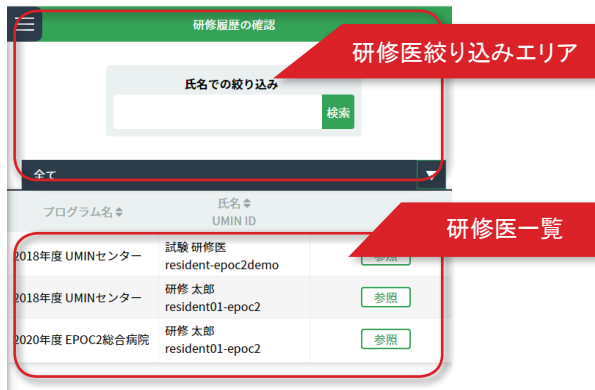 研修履歴の確認
研修医絞り込みエリア
氏名での絞り込み
検索
全て
プログラム名
氏名
UMIN ID
研修医一覧
2018年度 UMINセンター
試験 研修医
resident-epoc2demo
参照
2018年度 UMINセンター
研修 太郎
resident01-epoc2
参照
2020年度 EPOC2総合病院
研修 太郎
resident01-epoc2
参照